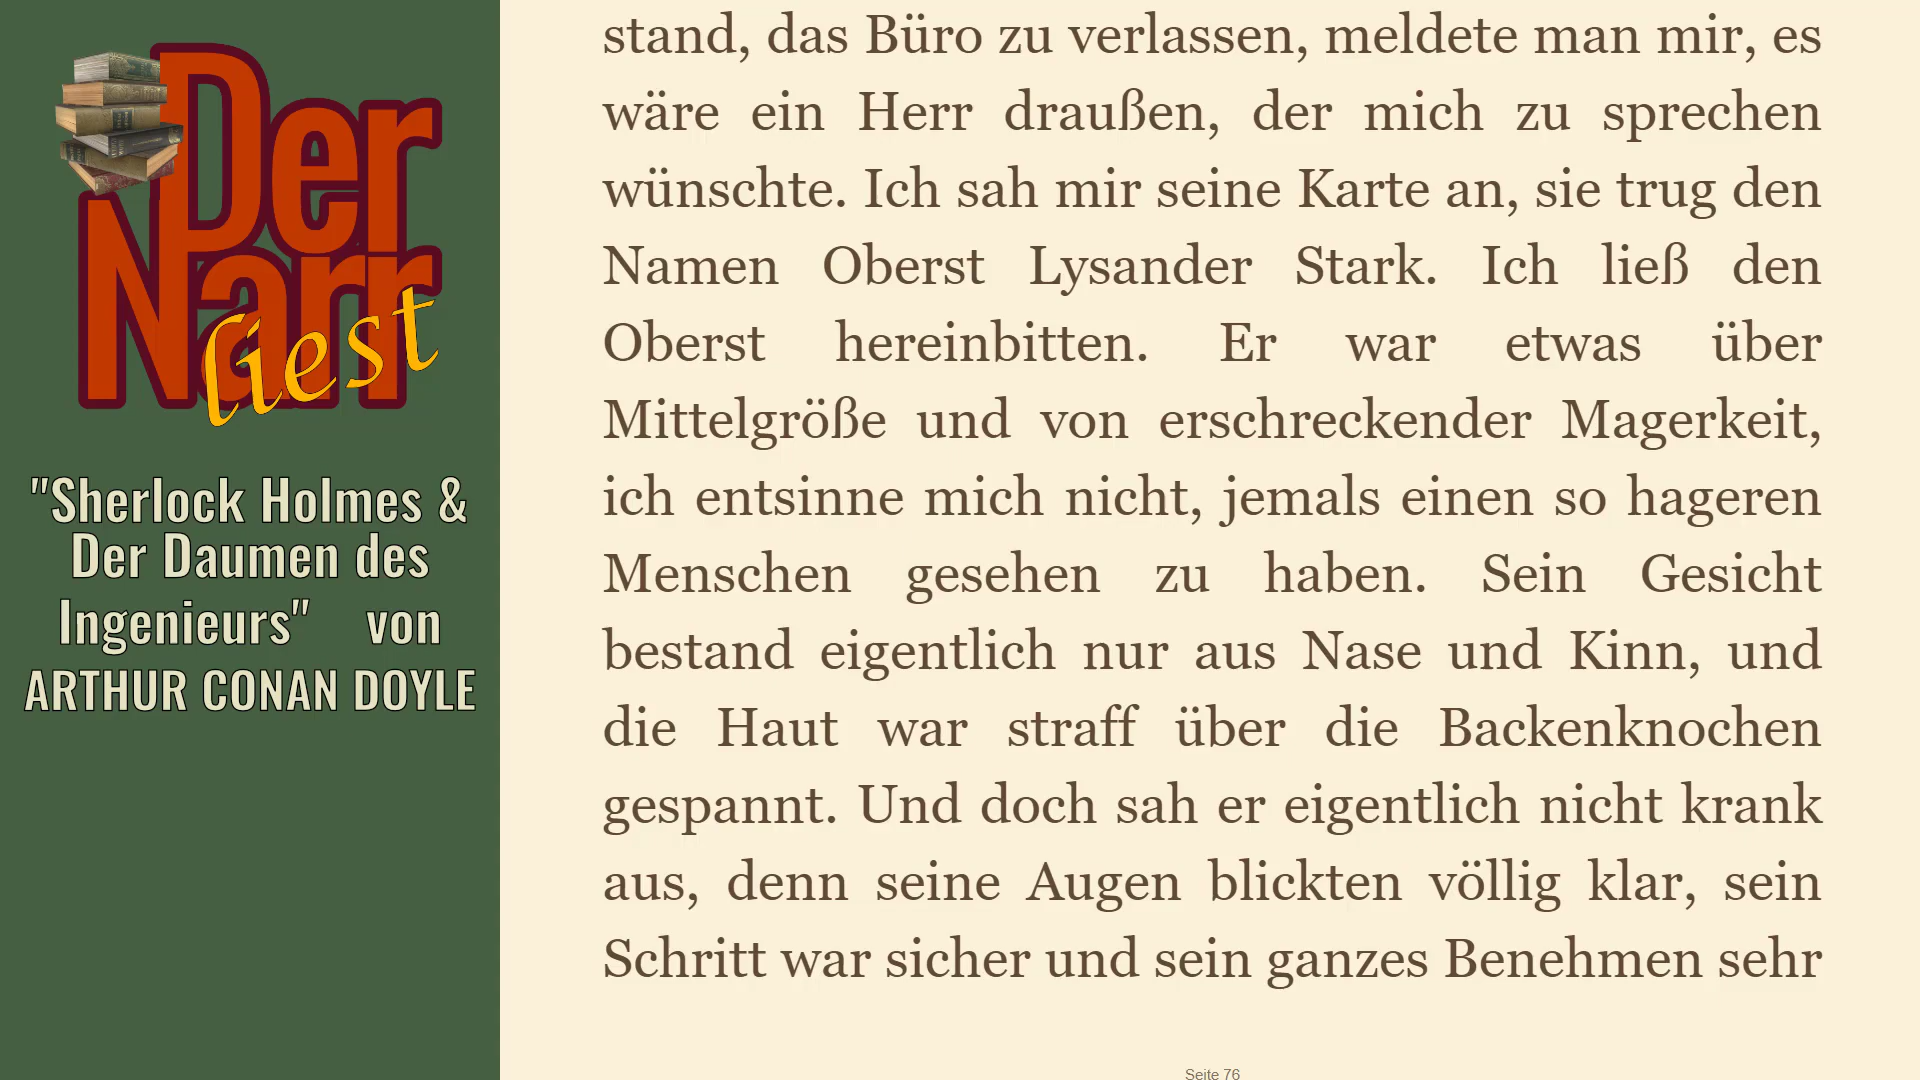 Der
Narr
liest
"Sherlock Holmes &
Der Daumen des
Ingenieurs" von
ARTHUR CONAN DOYLE
stand, das Büro zu verlassen, meldete man mir, es
wäre ein Herr draußen, der mich zu sprechen
wünschte. Ich sah mir seine Karte an, sie trug den
Namen Oberst Lysander Stark. Ich ließ den
Oberst hereinbitten. Er war etwas über
Mittelgröße und von erschreckender Magerkeit,
ich entsinne mich nicht, jemals einen so hageren
Menschen gesehen zu haben. Sein Gesicht
bestand eigentlich nur aus Nase und Kinn, und
die Haut war straff über die Backenknochen
gespannt. Und doch sah er eigentlich nicht krank
aus, denn seine Augen blickten völlig klar, sein
Schritt war sicher und sein ganzes Benehmen sehr
Seite 76